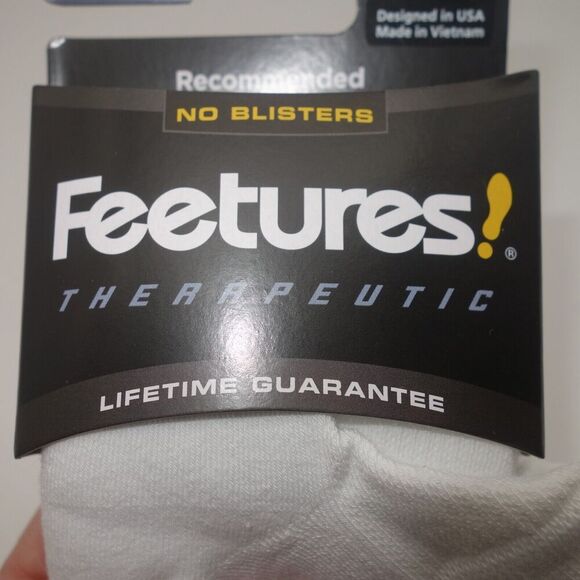 Designed in USA
Made in Vietnam
Recommended
NO BLISTERS
Feetures!®
THERAPEUTIC
LIFETIME GUARANTEE